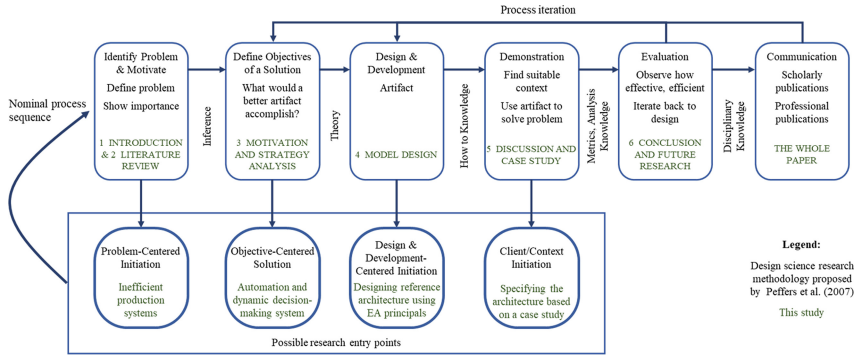 Process iteration
Nominal process
sequence
Identify Problem
& Motivate
Define problem
Show importance
1 INTRODUCTION
& 2 LITERATURE
REVIEW
Inference
Define Objectives
of a Solution
What would a
better artifact
accomplish?
3 MOTIVATION
AND STRATEGY
ANALYSIS
Theory
Design &
Development
Artifact
4 MODEL DESIGN
How to Knowledge
Demonstration
Find suitable
context
Use artifact to
solve problem
5 DISCUSSION AND
CASE STUDY
Metrics, Analysis
Knowledge
Evaluation
Observe how
effective, efficient
Iterate back to
design
6 CONCLUSION
AND FUTURE
RESEARCH
Disciplinary
Knowledge
Communication
Scholarly
publications
Professional
publications
THE WHOLE
PAPER
Problem-Centered
Initiation
Inefficient
production
systems
Objective-Centered
Solution
Automation and
dynamic decision-
making system
Design &
Development-
Centered Initiation
Designing reference
architecture using
EA principals
Client/Context
Initiation
Specifying the
architecture based
on a case study
Possible research entry points
Legend:
Design science research
methodology proposed
by Peffers et al. (2007)
This study